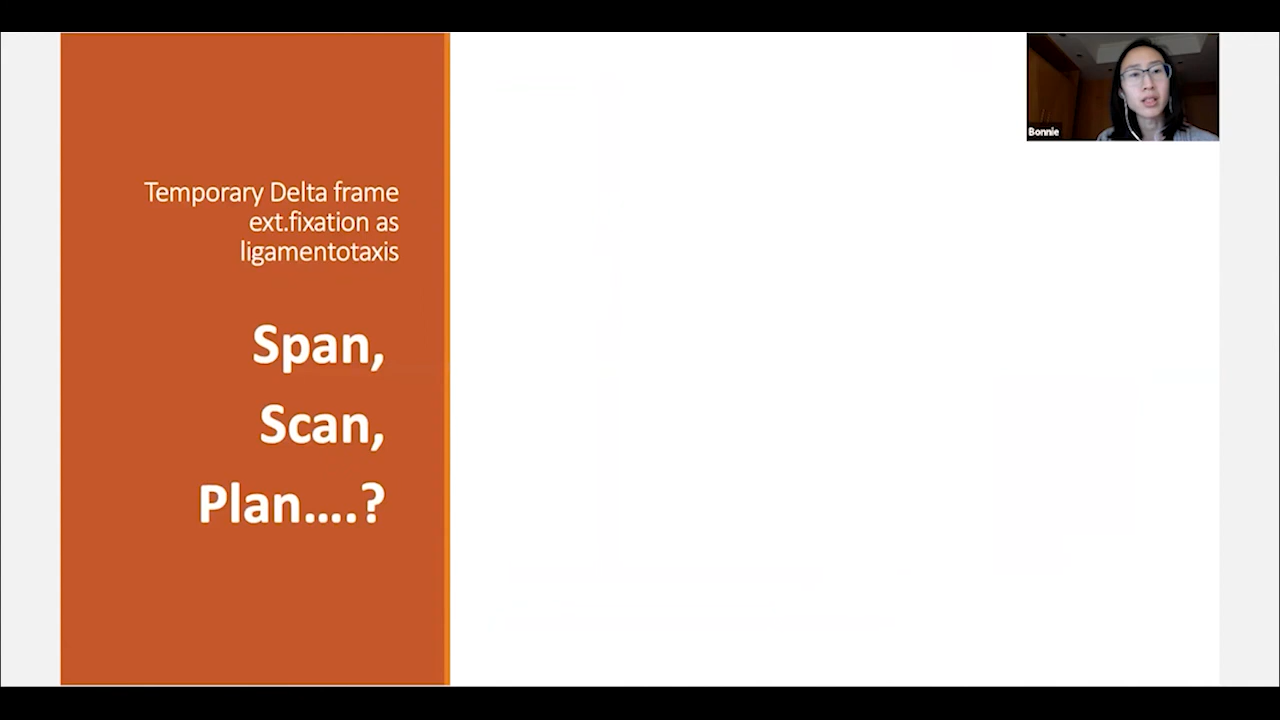 Temporary Delta frame
ext.fixation as
ligamentotaxis
Span,
Scan,
Plan....?
Bonnie